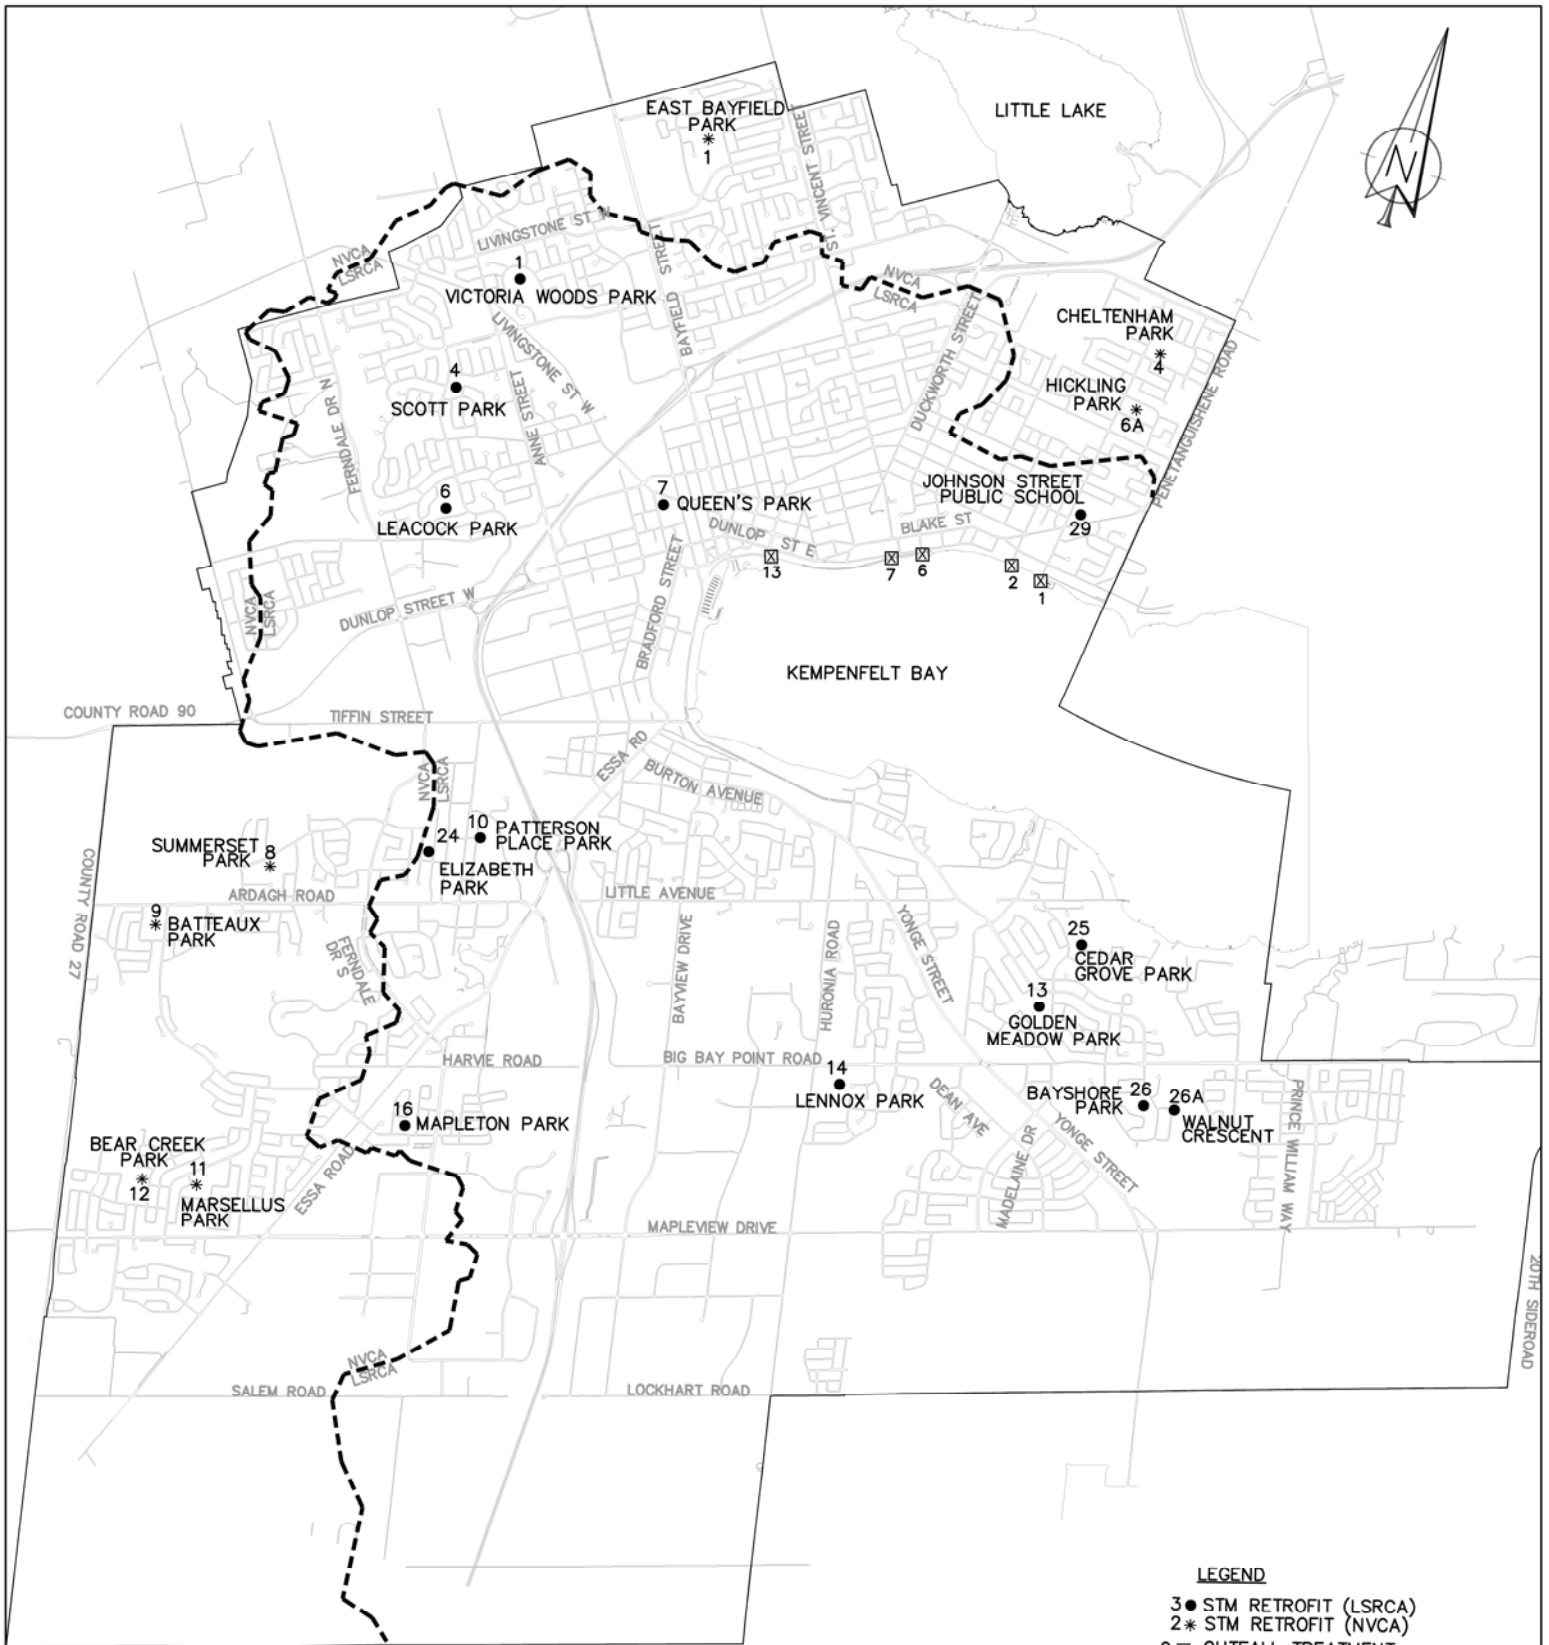 EAST BAYFIELD
PARK
1
LITTLE LAKE
N
ST. VINCENT STREET
LIVINGSTONE ST W
NVCA
LSRCA
BAYFIELD STREET
1
VICTORIA WOODS PARK
NVCA
LSRCA
DUCKWORTH STREET
CHELTENHAM
PARK
4
LIVINGSTONE ST W
HICKLING
PARK
6A
PENETANGUISHENE ROAD
4
SCOTT PARK
ANNE STREET
FERNDALE DR N
6
LEACOCK PARK
7
QUEEN'S PARK
JOHNSON STREET
PUBLIC SCHOOL
29
BLAKE ST
DUNLOP ST E
13
7
6
2
1
BRADFORD STREET
DUNLOP STREET W
NVCA
LSRCA
KEMPENFELT BAY
COUNTY ROAD 90
TIFFIN STREET
ESSA RD
BURTON AVENUE
NVCA
LSRCA
10
PATTERSON
PLACE PARK
24
ELIZABETH
PARK
SUMMERSET
PARK
8
COUNTY ROAD 27
ARDAGH ROAD
LITTLE AVENUE
9
BATTEAUX
PARK
FERNDALE
DR S
BAYVIEW DRIVE
HURONIA ROAD
YONGE STREET
25
CEDAR
GROVE PARK
13
GOLDEN
MEADOW PARK
HARVIE ROAD
BIG BAY POINT ROAD
14
LENNOX PARK
DEAN AVE
BAYSHORE
PARK
26
26A
WALNUT
CRESCENT
PRINCE WILLIAM WAY
16
MAPLETON PARK
YONGE STREET
MADELAINE DR
BEAR CREEK
PARK
12
11
MARSELLUS
PARK
ESSA ROAD
MAPLEVIEW DRIVE
20TH SIDEROAD
NVCA
LSRCA
SALEM ROAD
LOCKHART ROAD
LEGEND
3 STM RETROFIT (LSRCA)
2 STM RETROFIT (NVCA)
OUTFALL TREATMENT